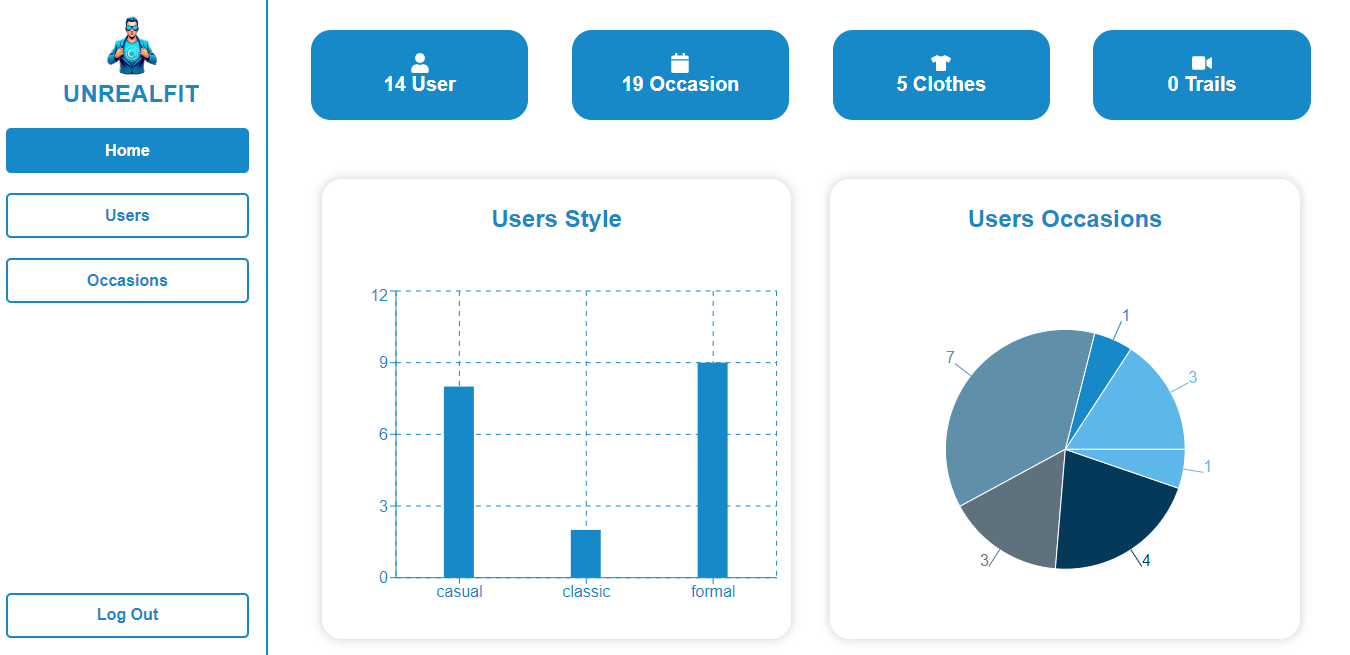 UNREALFIT
Home
Users
Occasions
Log Out
14 User
19 Occasion
5 Clothes
0 Trails
Users Style
12
9
6
3
0
casual
classic
formal
Users Occasions
1
3
7
1
3
4